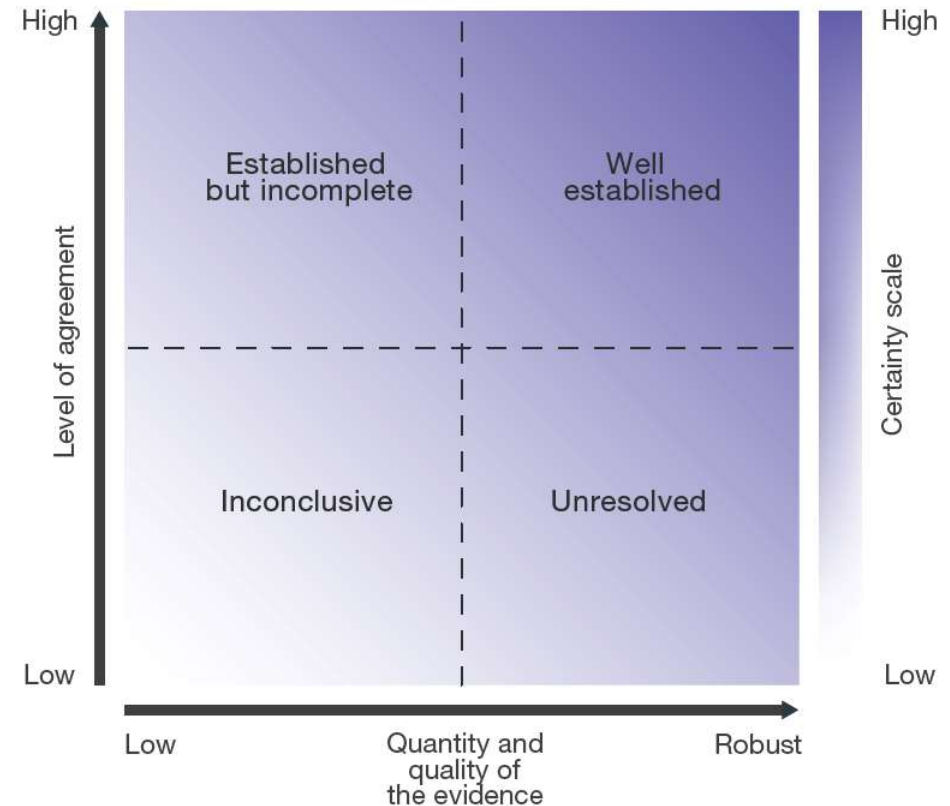 High
High
Established
but incomplete
Well
established
Level of agreement
Certainty scale
Inconclusive
Unresolved
Low
Low
Low
Quantity and
quality of
the evidence
Robust